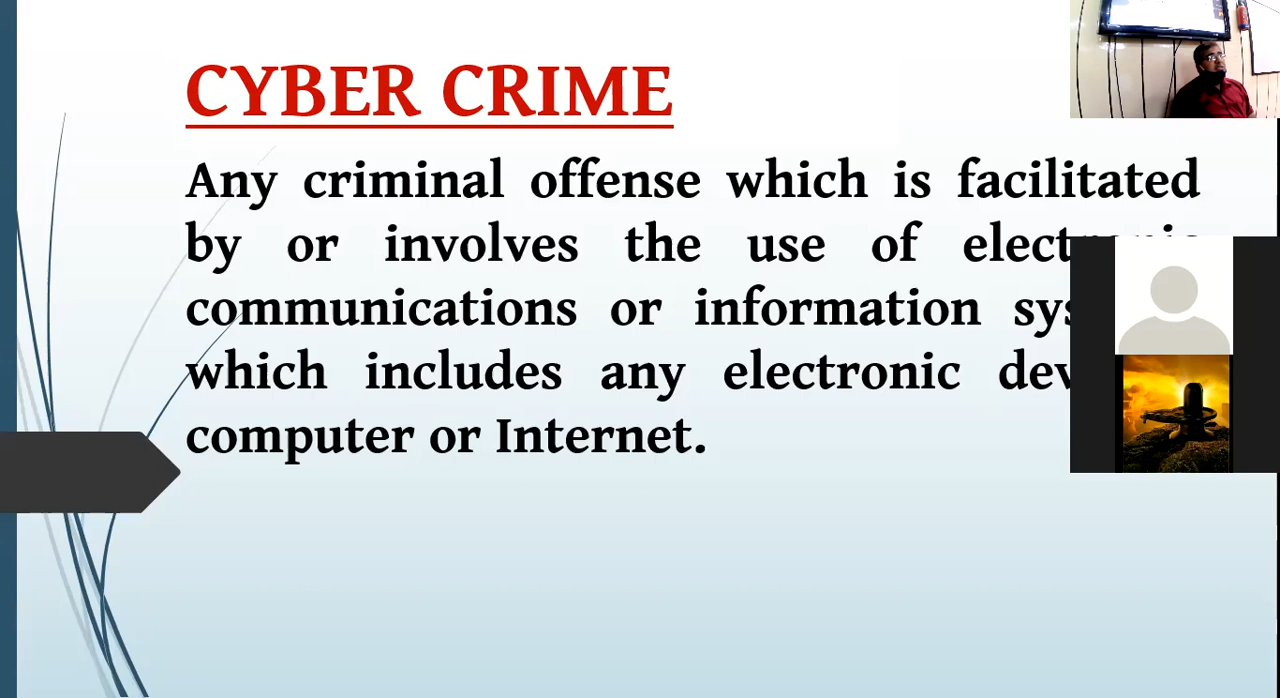 CYBER CRIME
Any criminal offense which is facilitated
by or involves the use of electronic
communications or information
which includes any electronic
computer or Internet.